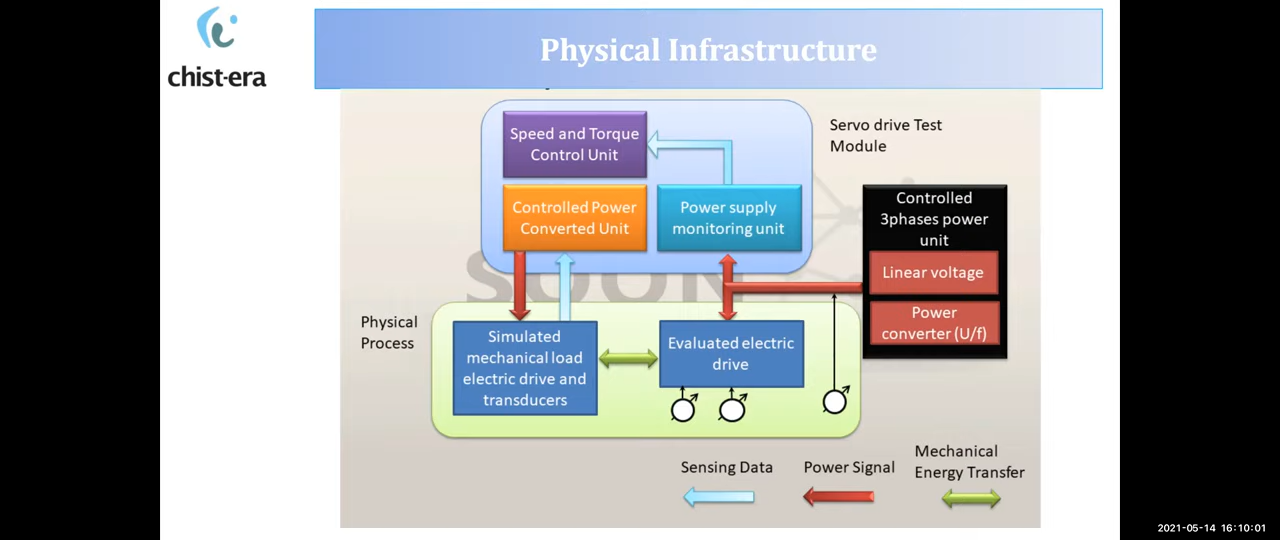 chist-era
Physical Infrastructure
Speed and Torque
Control Unit
Servo drive Test
Module
Controlled Power
Converted Unit
Power supply
monitoring unit
Controlled
3phases power
unit
Linear voltage
Power
converter (U/f)
SOON
Physical
Process
Simulated
mechanical load
electric drive and
transducers
Evaluated electric
drive
Sensing Data
Power Signal
Mechanical
Energy Transfer
2021-05-14 16:10:01